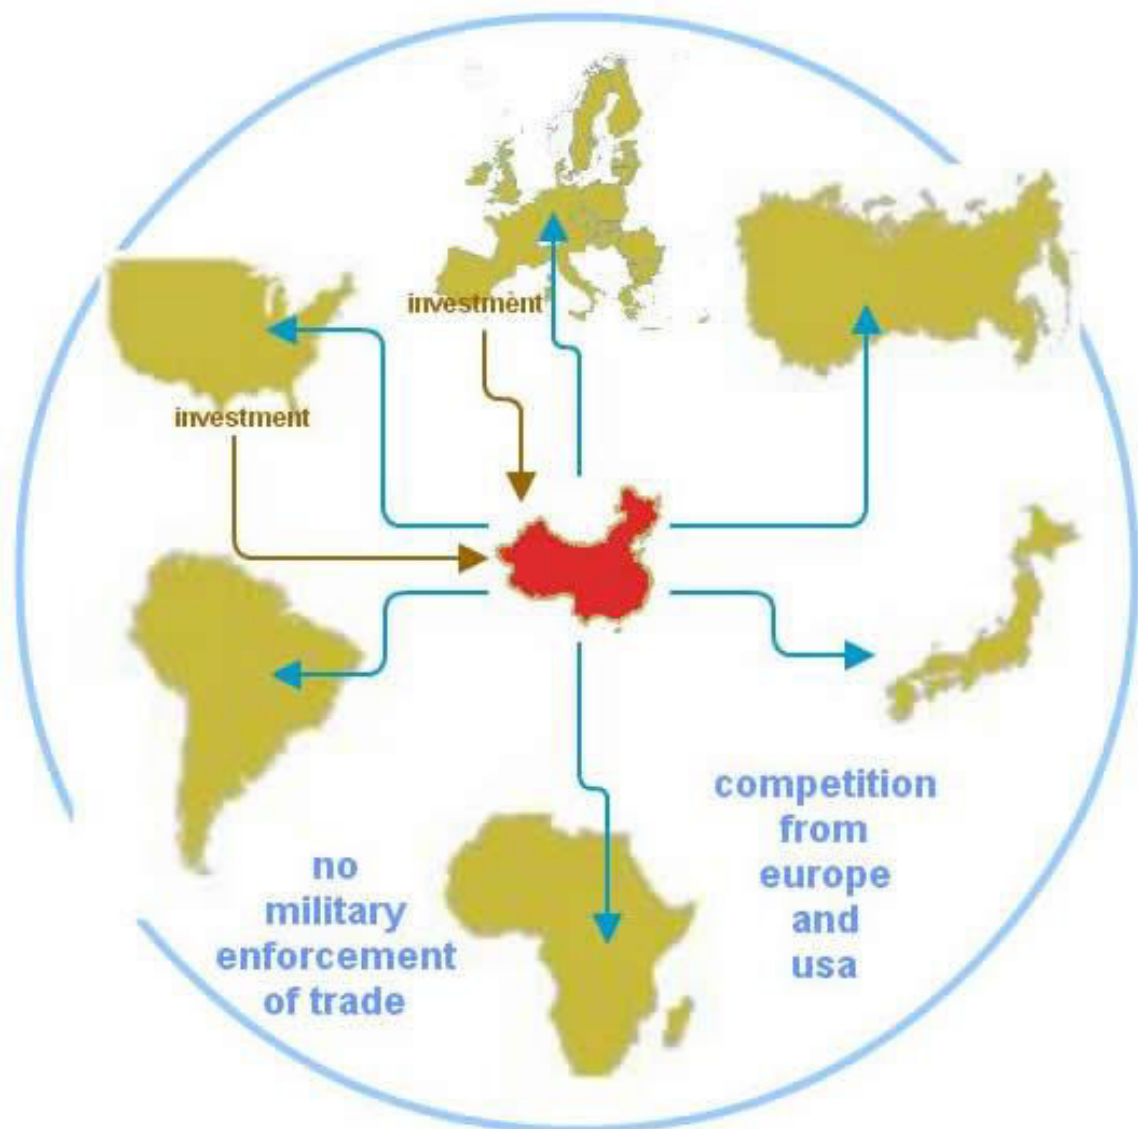 investment
investment
competition
from
europe
and
usa
no
military
enforcement
of trade